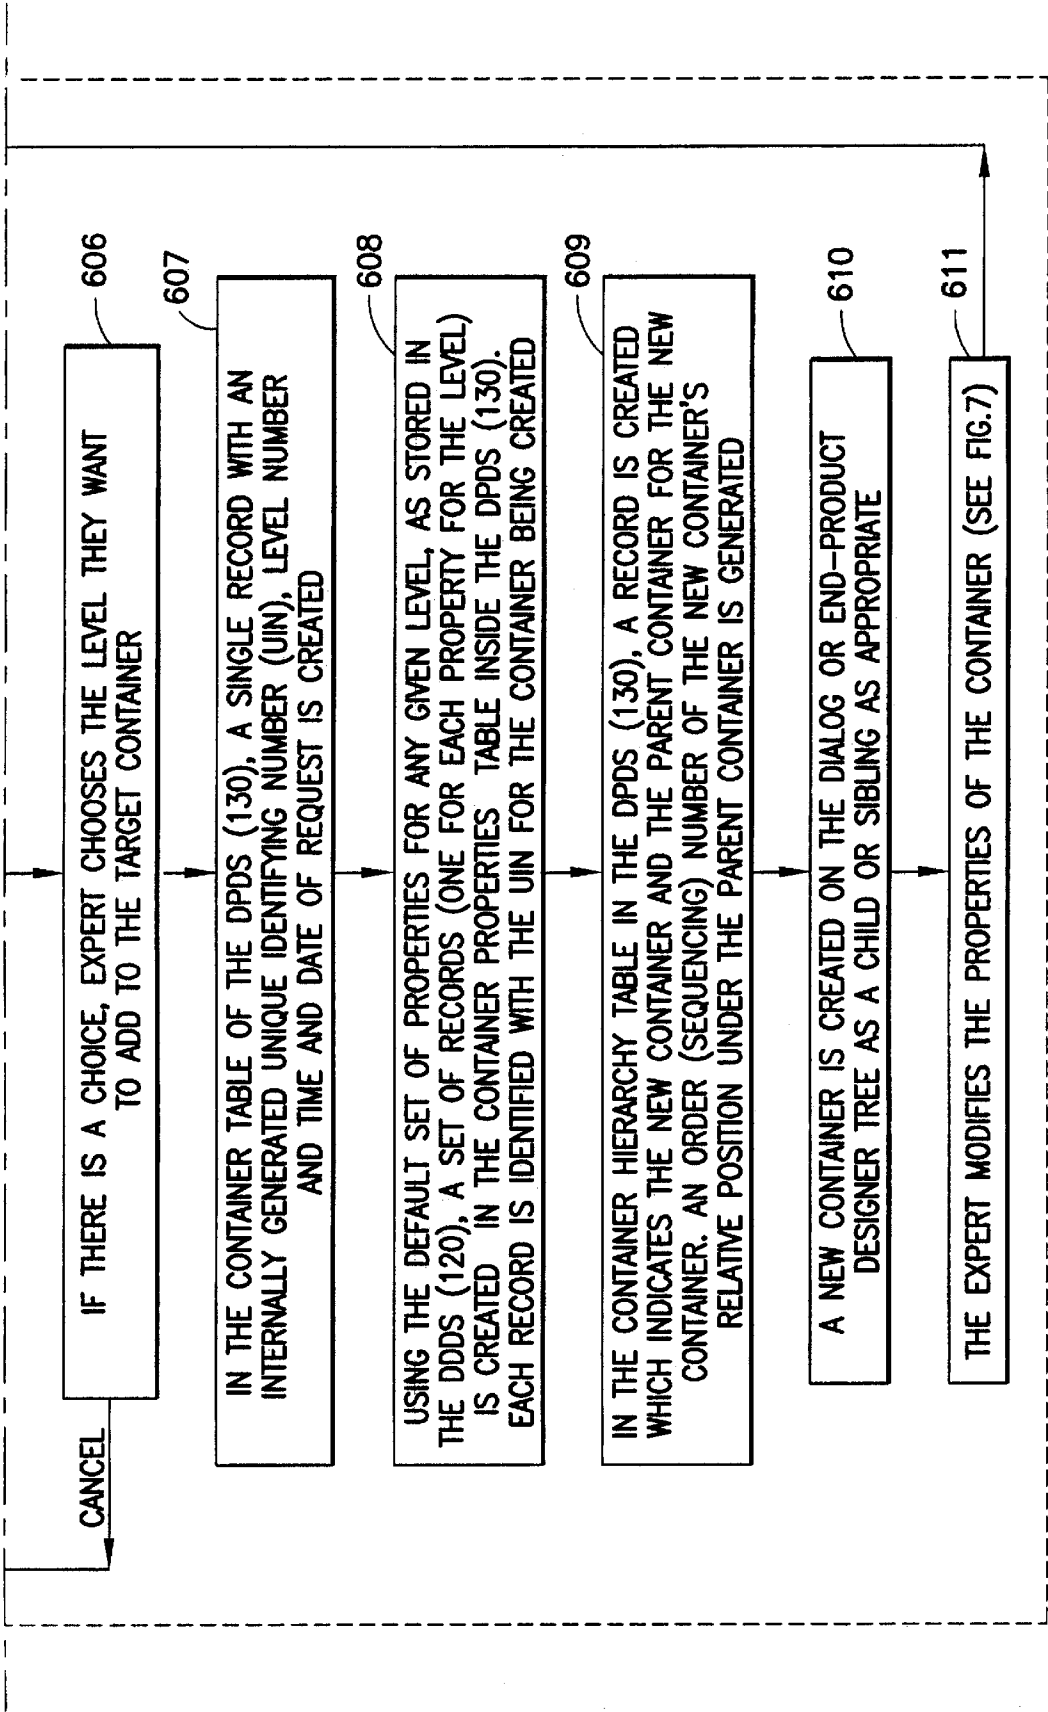 IF THERE IS A CHOICE, EXPERT CHOOSES THE LEVEL THEY WANT
TO ADD TO THE TARGET CONTAINER
606
CANCEL
IN THE CONTAINER TABLE OF THE DPDS (130), A SINGLE RECORD WITH AN
INTERNALLY GENERATED UNIQUE IDENTIFYING NUMBER (UIN), LEVEL NUMBER
AND TIME AND DATE OF REQUEST IS CREATED
607
USING THE DEFAULT SET OF PROPERTIES FOR ANY GIVEN LEVEL, AS STORED IN
THE DDDS (120), A SET OF RECORDS (ONE FOR EACH PROPERTY FOR THE LEVEL)
IS CREATED IN THE CONTAINER PROPERTIES TABLE INSIDE THE DPDS (130).
EACH RECORD IS IDENTIFIED WITH THE UIN FOR THE CONTAINER BEING CREATED
608
IN THE CONTAINER HIERARCHY TABLE IN THE DPDS (130), A RECORD IS CREATED
WHICH INDICATES THE NEW CONTAINER AND THE PARENT CONTAINER FOR THE NEW
CONTAINER. AN ORDER (SEQUENCING) NUMBER OF THE NEW CONTAINER'S
RELATIVE POSITION UNDER THE PARENT CONTAINER IS GENERATED
609
A NEW CONTAINER IS CREATED ON THE DIALOG OR END-PRODUCT
DESIGNER TREE AS A CHILD OR SIBLING AS APPROPRIATE
610
THE EXPERT MODIFIES THE PROPERTIES OF THE CONTAINER (SEE FIG.7)
611